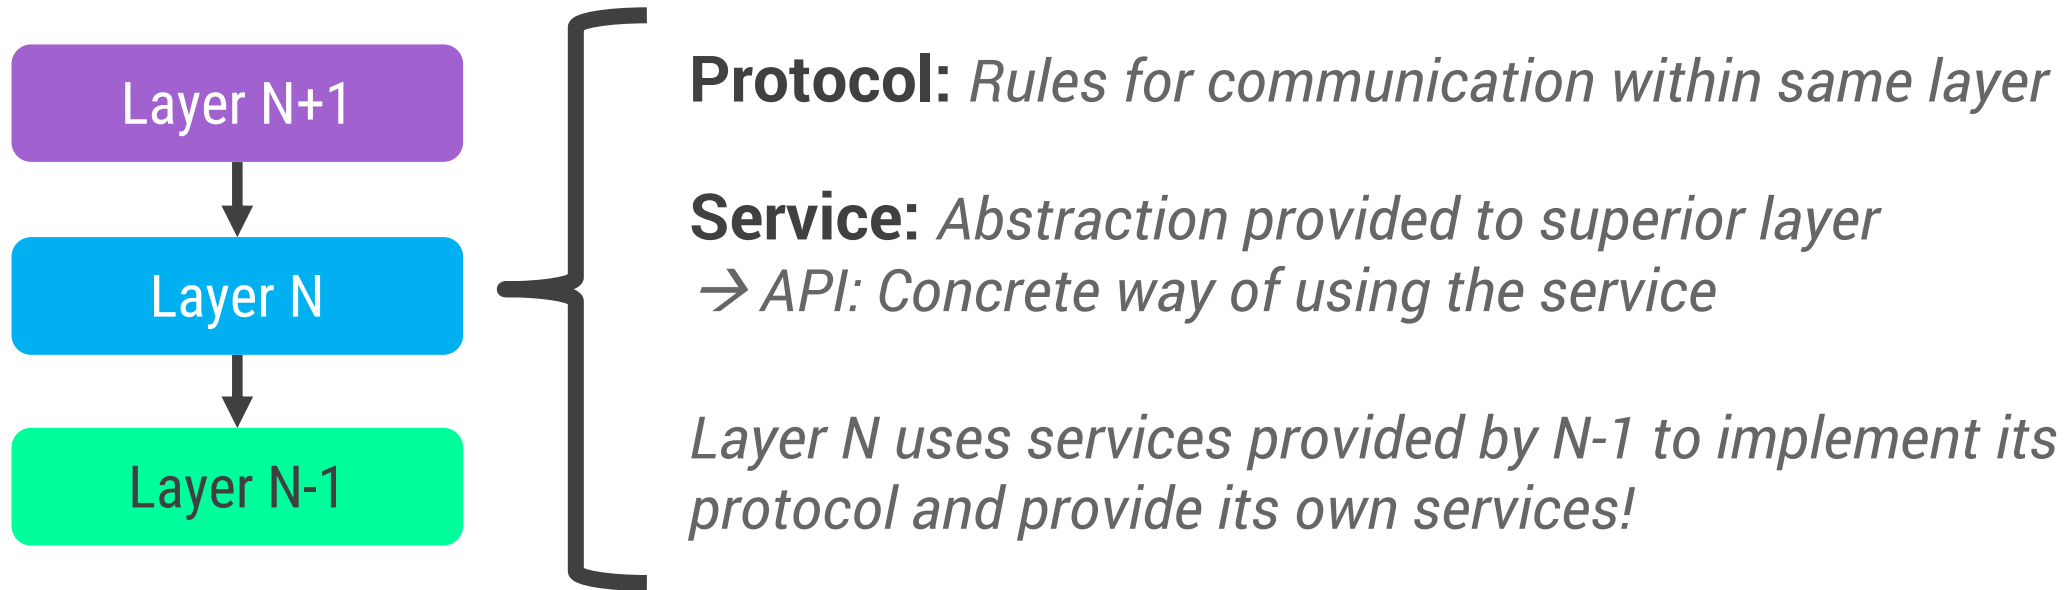 Layer N+1
Layer N
Layer N-1
Protocol: Rules for communication within same layer
Service: Abstraction provided to superior layer
→ API: Concrete way of using the service
Layer N uses services provided by N-1 to implement its
protocol and provide its own services!